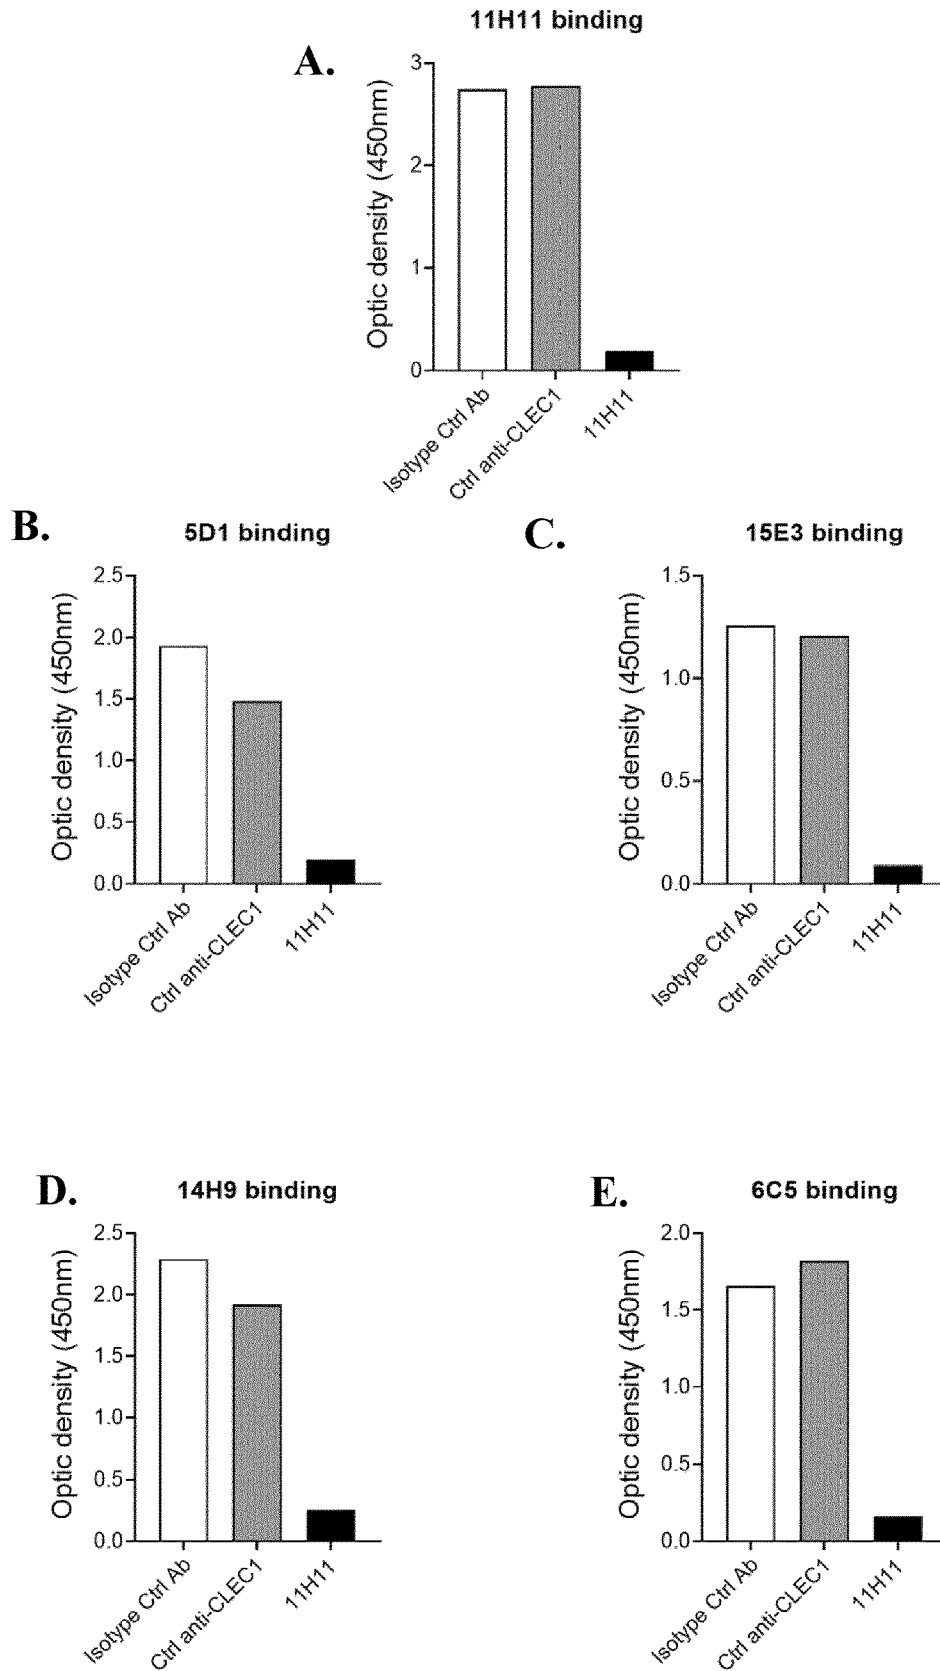 11H11 binding
A.
Optic density (450nm)
3
2
1
0
Isotype Ctrl Ab
Ctrl anti-CLEC1
11H11
B.
5D1 binding
Optic density (450nm)
2.5
2.0
1.5
1.0
0.5
0.0
Isotype Ctrl Ab
Ctrl anti-CLEC1
11H11
C.
15E3 binding
Optic density (450nm)
1.5
1.0
0.5
0.0
Isotype Ctrl Ab
Ctrl anti-CLEC1
11H11
D.
14H9 binding
Optic density (450nm)
2.5
2.0
1.5
1.0
0.5
0.0
Isotype Ctrl Ab
Ctrl anti-CLEC1
11H11
E.
6C5 binding
Optic density (450nm)
2.0
1.5
1.0
0.5
0.0
Isotype Ctrl Ab
Ctrl anti-CLEC1
11H11